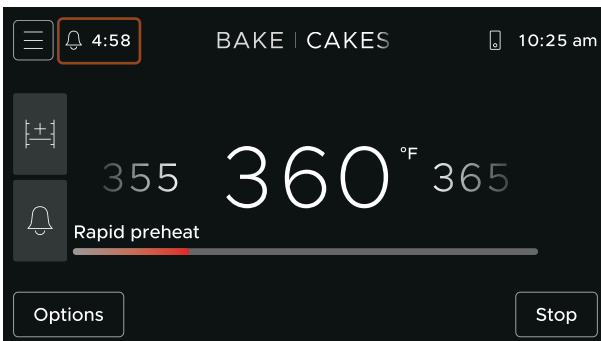 4:58 BAKE | CAKES 10:25 am
355 360 °F 365
Rapid preheat
Options Stop